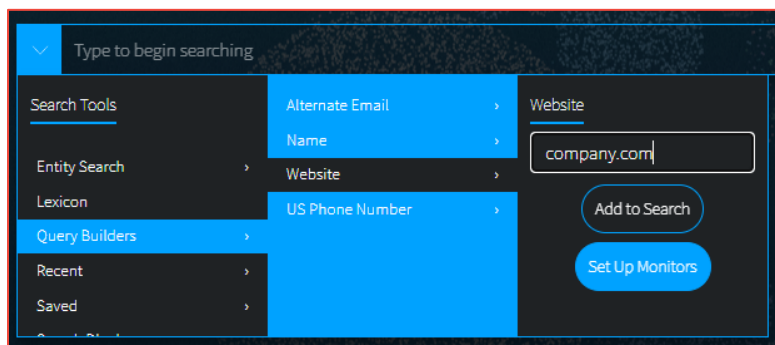 Type to begin searching
Search Tools
Entity Search
Lexicon
Query Builders
Recent
Saved
Alternate Email
Name
Website
US Phone Number
Website
company.com
Add to Search
Set Up Monitors